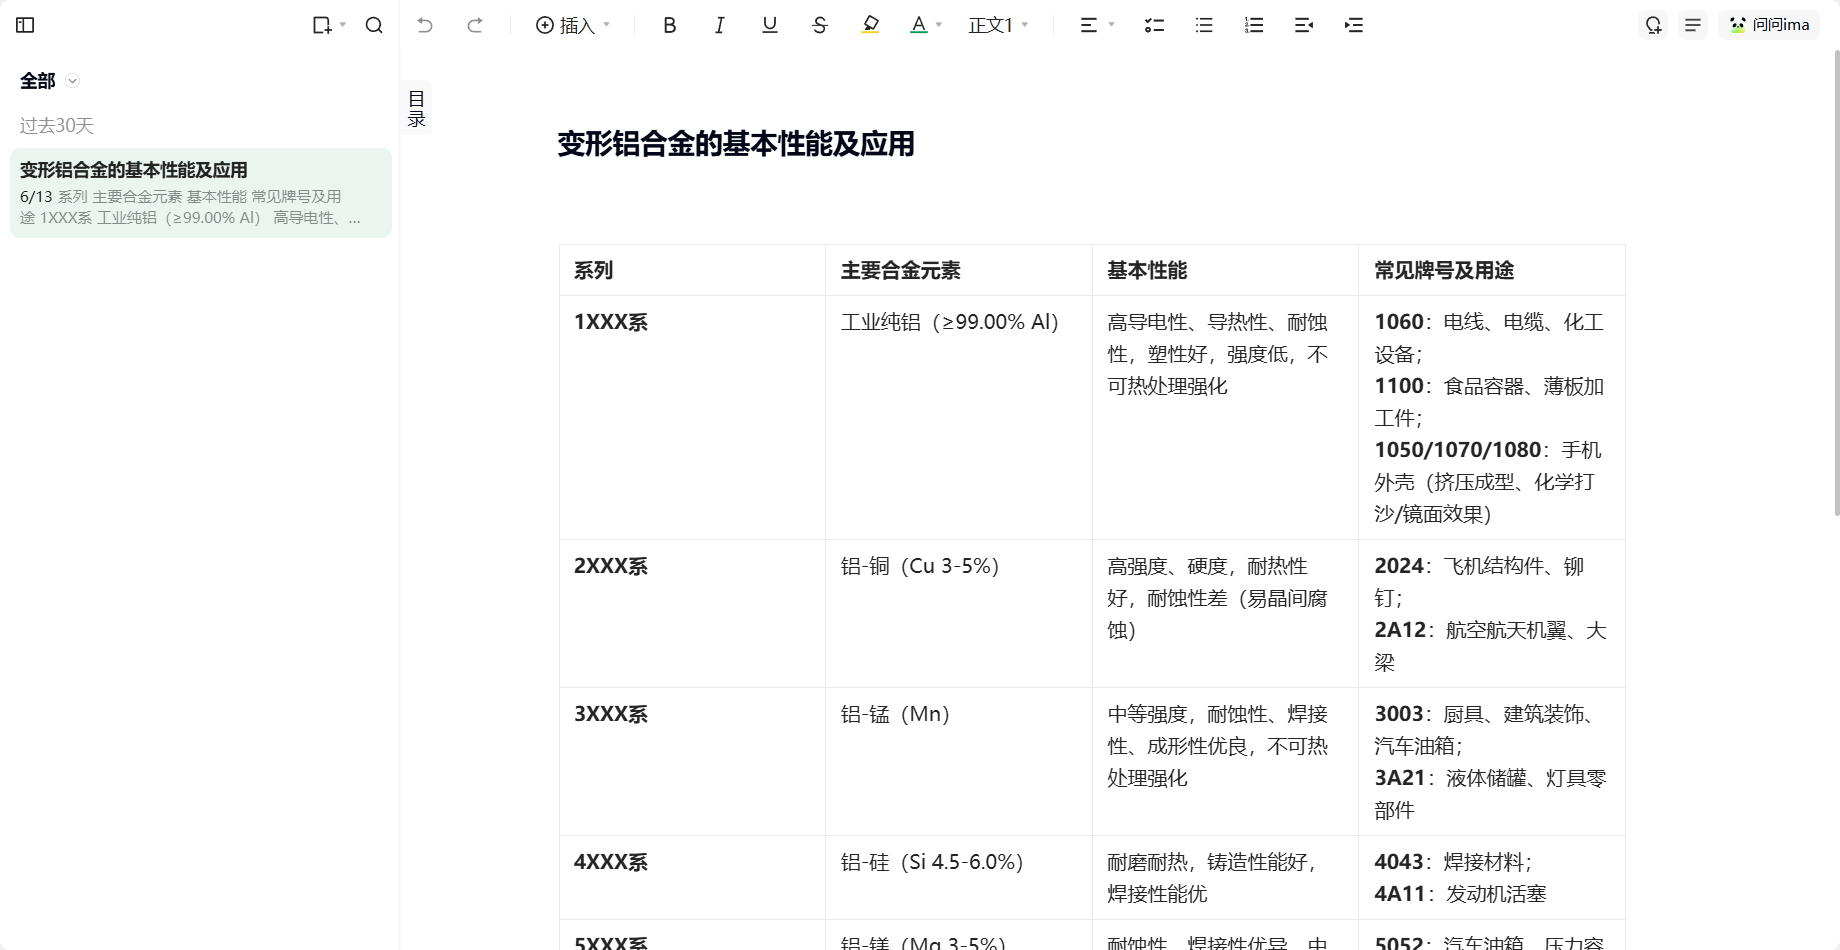 插入
B
I
U
S
A
正文1
问问ima
全部
过去30天
变形铝合金的基本性能及应用
6/13 系列 主要合金元素 基本性能 常见牌号及用
途 1XXX系 工业纯铝（≥99.00% Al） 高导电性、...
目
录
变形铝合金的基本性能及应用
系列
主要合金元素
基本性能
常见牌号及用途
1XXX系
工业纯铝（≥99.00% Al）
高导电性、导热性、耐蚀
性，塑性好，强度低，不
可热处理强化
1060：电线、电缆、化工
设备；
1100：食品容器、薄板加
工件；
1050/1070/1080：手机
外壳（挤压成型、化学打
沙/镜面效果）
2XXX系
铝-铜（Cu 3-5%）
高强度、硬度，耐热性
好，耐蚀性差（易晶间腐
蚀）
2024：飞机结构件、铆
钉；
2A12：航空航天机翼、大
梁
3XXX系
铝-锰（Mn）
中等强度，耐蚀性、焊接
性、成形性优良，不可热
处理强化
3003：厨具、建筑装饰、
汽车油箱；
3A21：液体储罐、灯具零
部件
4XXX系
铝-硅（Si 4.5-6.0%）
耐磨耐热，铸造性能好，
焊接性能优
4043：焊接材料；
4A11：发动机活塞
5XXX系
铝-镁（Mg 3-5%）
耐蚀性、焊接性优异，中
5052：汽车油箱、压力容